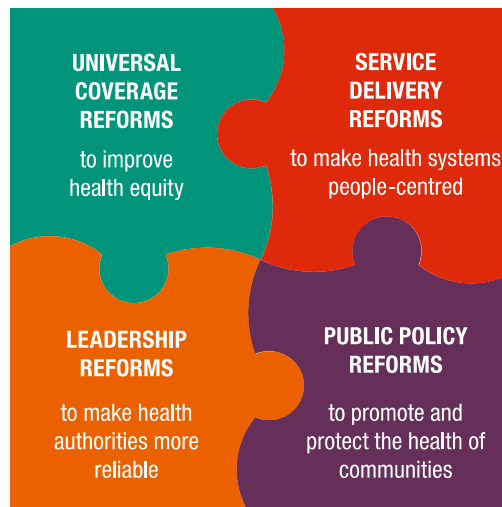 UNIVERSAL
COVERAGE
REFORMS
to improve
health equity
SERVICE
DELIVERY
REFORMS
to make health systems
people-centred
LEADERSHIP
REFORMS
to make health
authorities more
reliable
PUBLIC POLICY
REFORMS
to promote and
protect the health of
communities